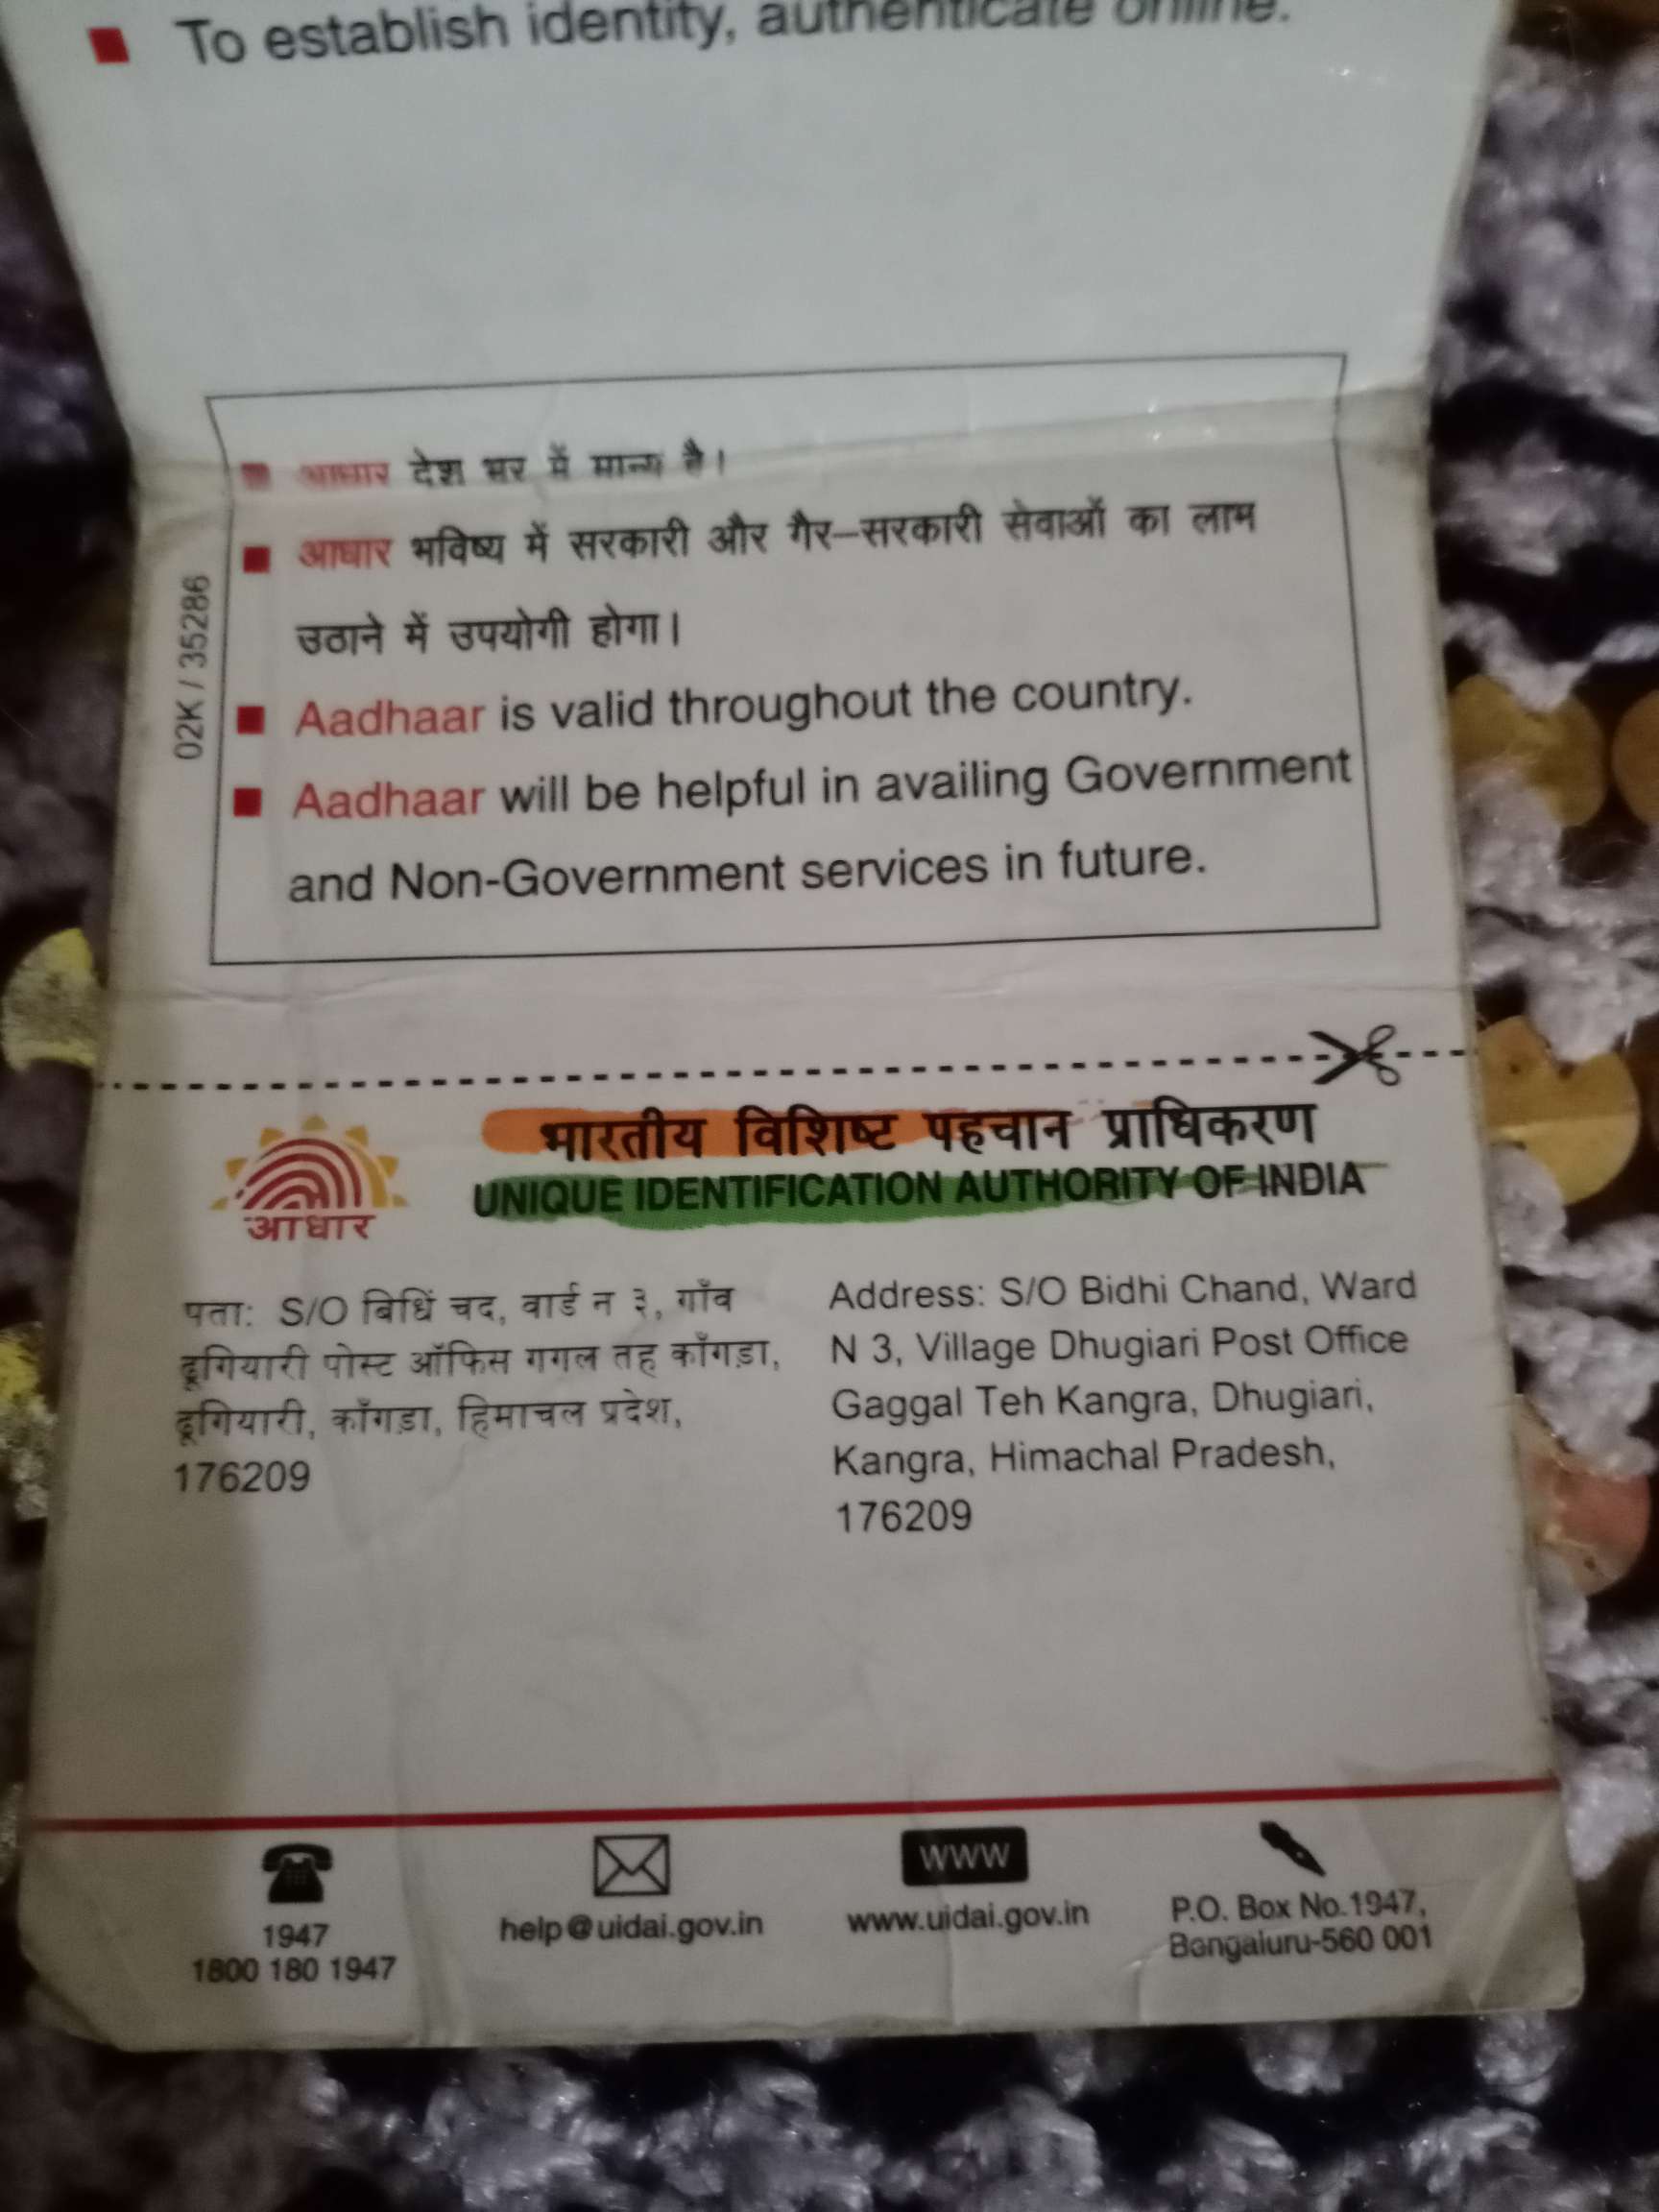 To establish identity, authenticate online.
आधार देश भर में मान्य है।
आधार भविष्य में सरकारी और गैर–सरकारी सेवाओं का लाभ
उठाने में उपयोगी होगा।
Aadhaar is valid throughout the country.
Aadhaar will be helpful in availing Government
and Non-Government services in future.
02K / 35286
भारतीय विशिष्ट पहचान प्राधिकरण
UNIQUE IDENTIFICATION AUTHORITY OF INDIA
आधार
पता: S/O बिधिं चद, वार्ड न ३, गाँव
ढूगियारी पोस्ट ऑफिस गगल तह काँगड़ा,
ढूगियारी, काँगड़ा, हिमाचल प्रदेश,
176209
Address: S/O Bidhi Chand, Ward
N 3, Village Dhugiari Post Office
Gaggal Teh Kangra, Dhugiari,
Kangra, Himachal Pradesh,
176209
1947
1800 180 1947
help@uidai.gov.in
WWW
www.uidai.gov.in
P.O. Box No.1947,
Bengaluru-560 001